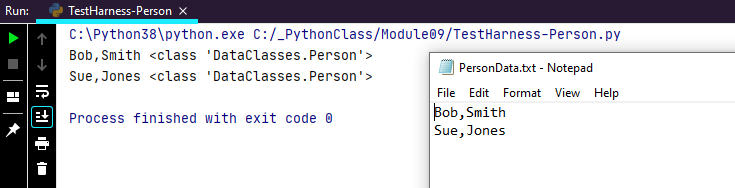 Run: TestHarness-Person ×
C:\Python38\python.exe C:/_PythonClass/Module09/TestHarness-Person.py
Bob,Smith <class 'DataClasses.Person'>
Sue,Jones <class 'DataClasses.Person'>
Process finished with exit code 0
PersonData.txt - Notepad
File Edit Format View Help
Bob,Smith
Sue,Jones